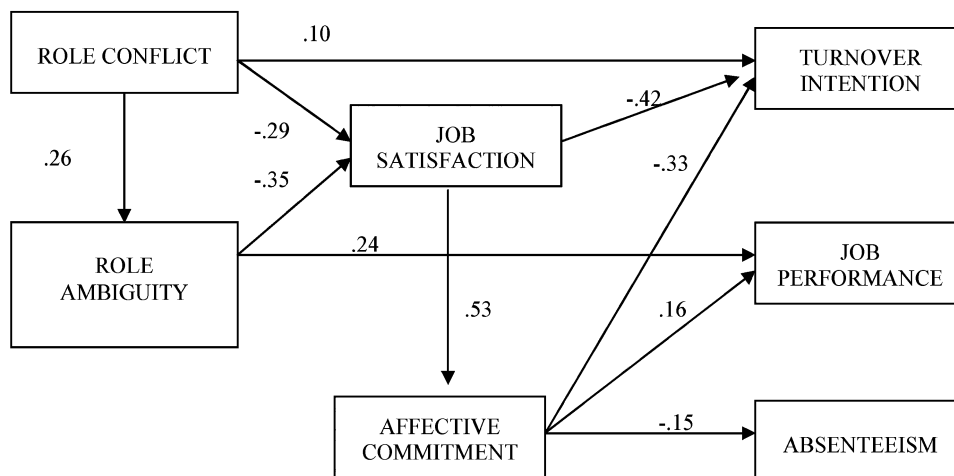 .10
ROLE CONFLICT
TURNOVER
INTENTION
-.42
-.29
JOB
SATISFACTION
.26
-.33
-.35
.24
ROLE
AMBIGUITY
JOB
PERFORMANCE
.53
.16
AFFECTIVE
COMMITMENT
-.15
ABSENTEEISM